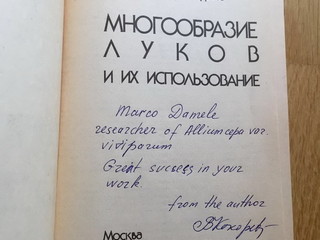 МНОГООБРАЗИЕ
ЛУКОВ
И ИХ ИСПОЛЬЗОВАНИЕ
Marco Damele
researcher of Allium cepa var.
viviparum
Great success in your
work.
from the author
Москва